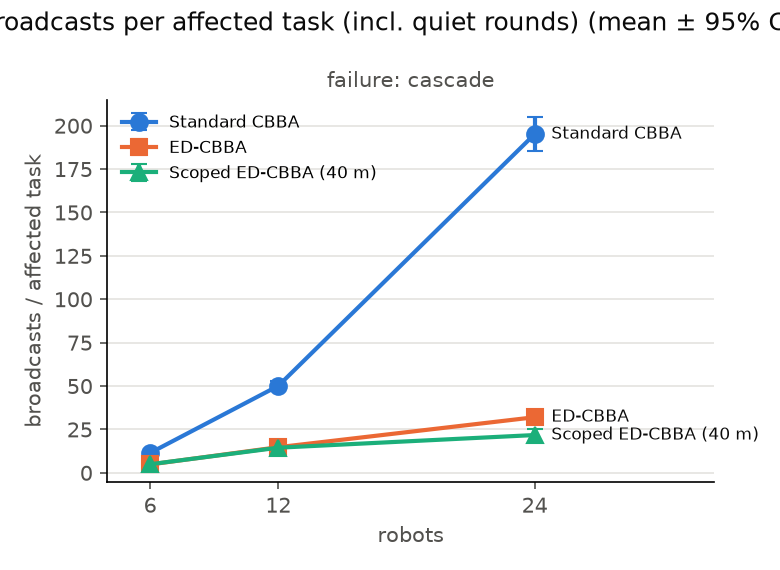 roadcasts per affected task (incl. quiet rounds) (mean ± 95% C
failure: cascade
Standard CBBA
ED-CBBA
Scoped ED-CBBA (40 m)
broadcasts / affected task
200
175
150
125
100
75
50
25
0
Standard CBBA
ED-CBBA
Scoped ED-CBBA (40 m)
6
12
24
robots